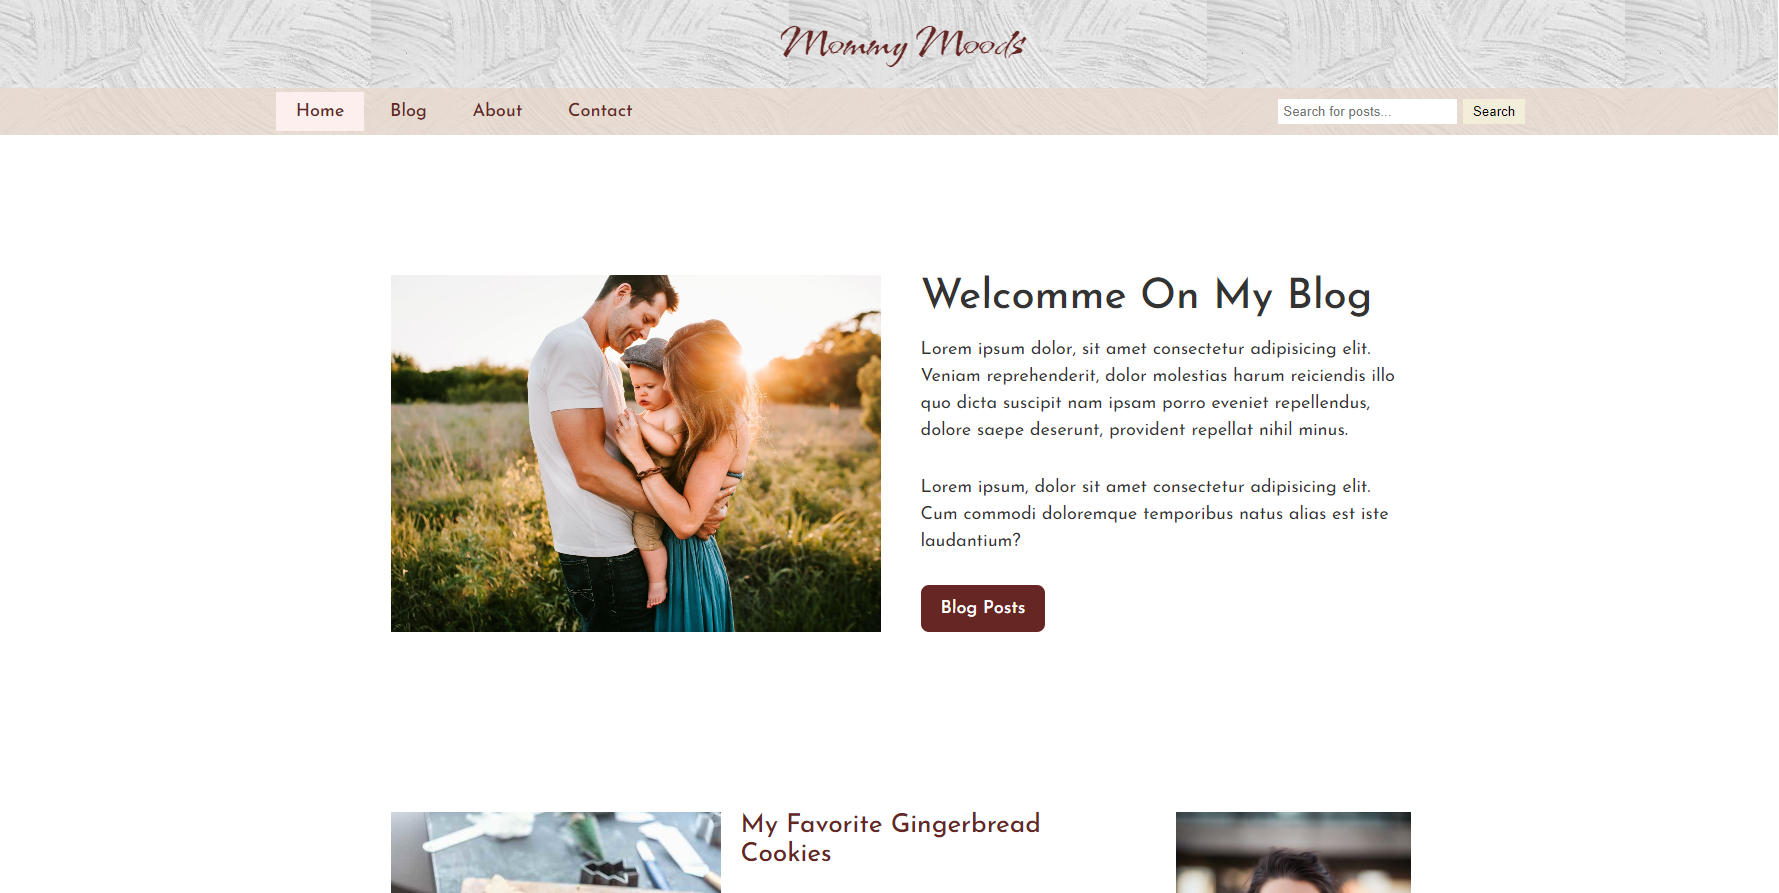 Mommy Moods
Home Blog About Contact Search for posts... Search
Welcomme On My Blog
Lorem ipsum dolor, sit amet consectetur adipisicing elit.
Veniam reprehenderit, dolor molestias harum reiciendis illo
quo dicta suscipit nam ipsam porro eveniet repellendus,
dolore saepe deserunt, provident repellat nihil minus.
Lorem ipsum, dolor sit amet consectetur adipisicing elit.
Cum commodi doloremque temporibus natus alias est iste
laudantium?
Blog Posts
My Favorite Gingerbread
Cookies